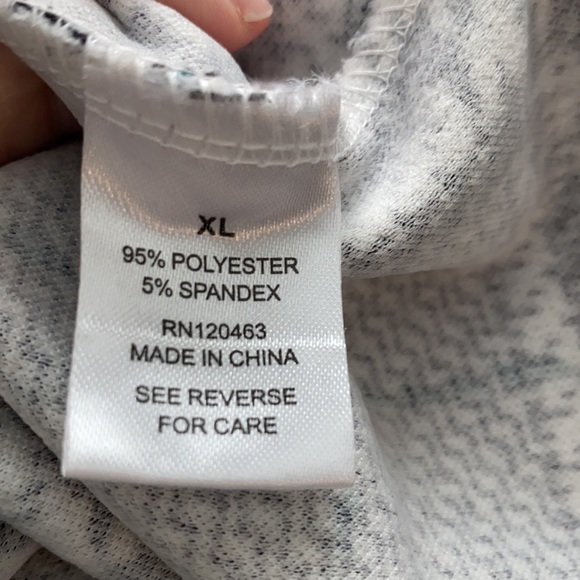 XL
95% POLYESTER
5% SPANDEX
RN120463
MADE IN CHINA
SEE REVERSE
FOR CARE